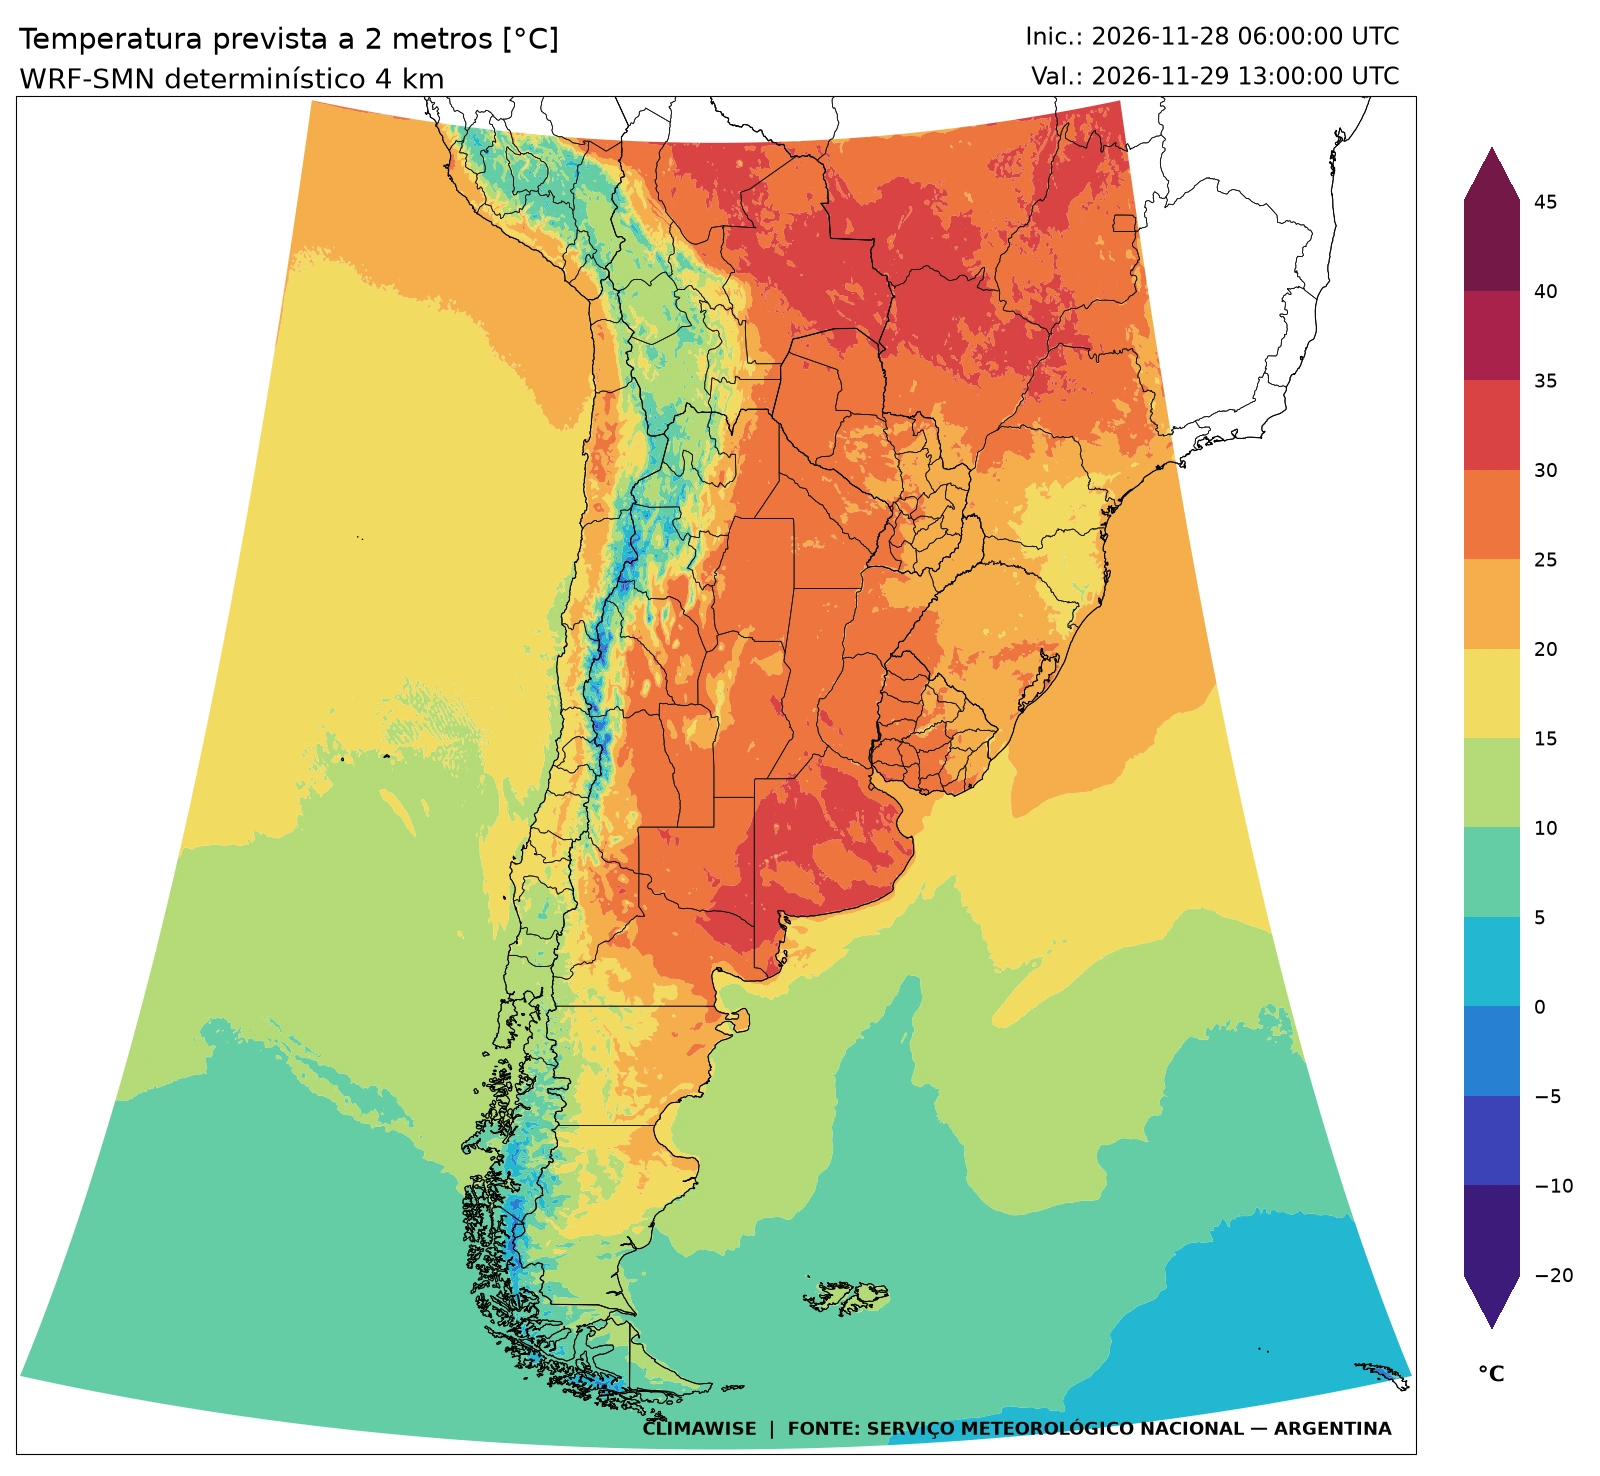 Temperatura prevista a 2 metros [°C]
WRF-SMN determinístico 4 km
Inic.: 2026-11-28 06:00:00 UTC
Val.: 2026-11-29 13:00:00 UTC
45
40
35
30
25
20
15
10
5
0
−5
−10
−20
°C
CLIMAWISE | FONTE: SERVIÇO METEOROLÓGICO NACIONAL — ARGENTINA